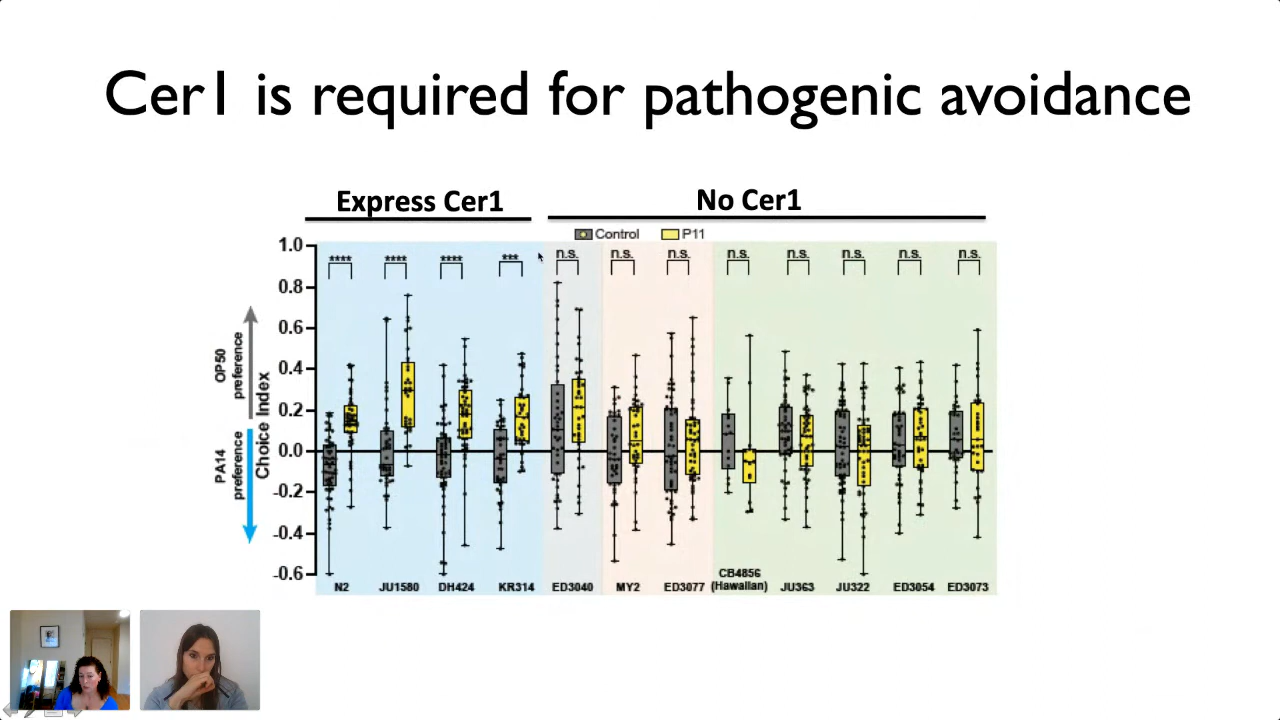 Cer1 is required for pathogenic avoidance
Express Cer1
No Cer1
Control
P11
OP50
preference
PA14
preference
Choice Index
1.0
0.8
0.6
0.4
0.2
0.0
-0.2
-0.4
-0.6
****
****
****
***
n.s.
n.s.
n.s.
n.s.
n.s.
n.s.
n.s.
n.s.
N2
JU1580
DH424
KR314
ED3040
MY2
ED3077
CB4856
(Hawaiian)
JU363
JU322
ED3054
ED3073